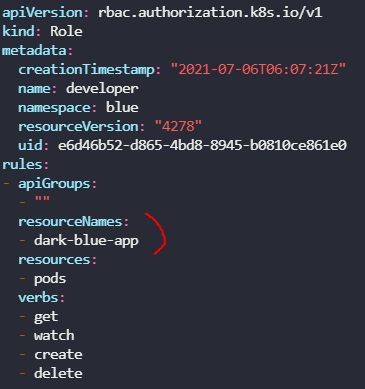 apiVersion: rbac.authorization.k8s.io/v1
kind: Role
metadata:
  creationTimestamp: "2021-07-06T06:07:21Z"
  name: developer
  namespace: blue
  resourceVersion: "4278"
  uid: e6d46b52-d865-4bd8-8945-b0810ce861e0
rules:
- apiGroups:
  - ""
  resourceNames:
  - dark-blue-app
  resources:
  - pods
  verbs:
  - get
  - watch
  - create
  - delete